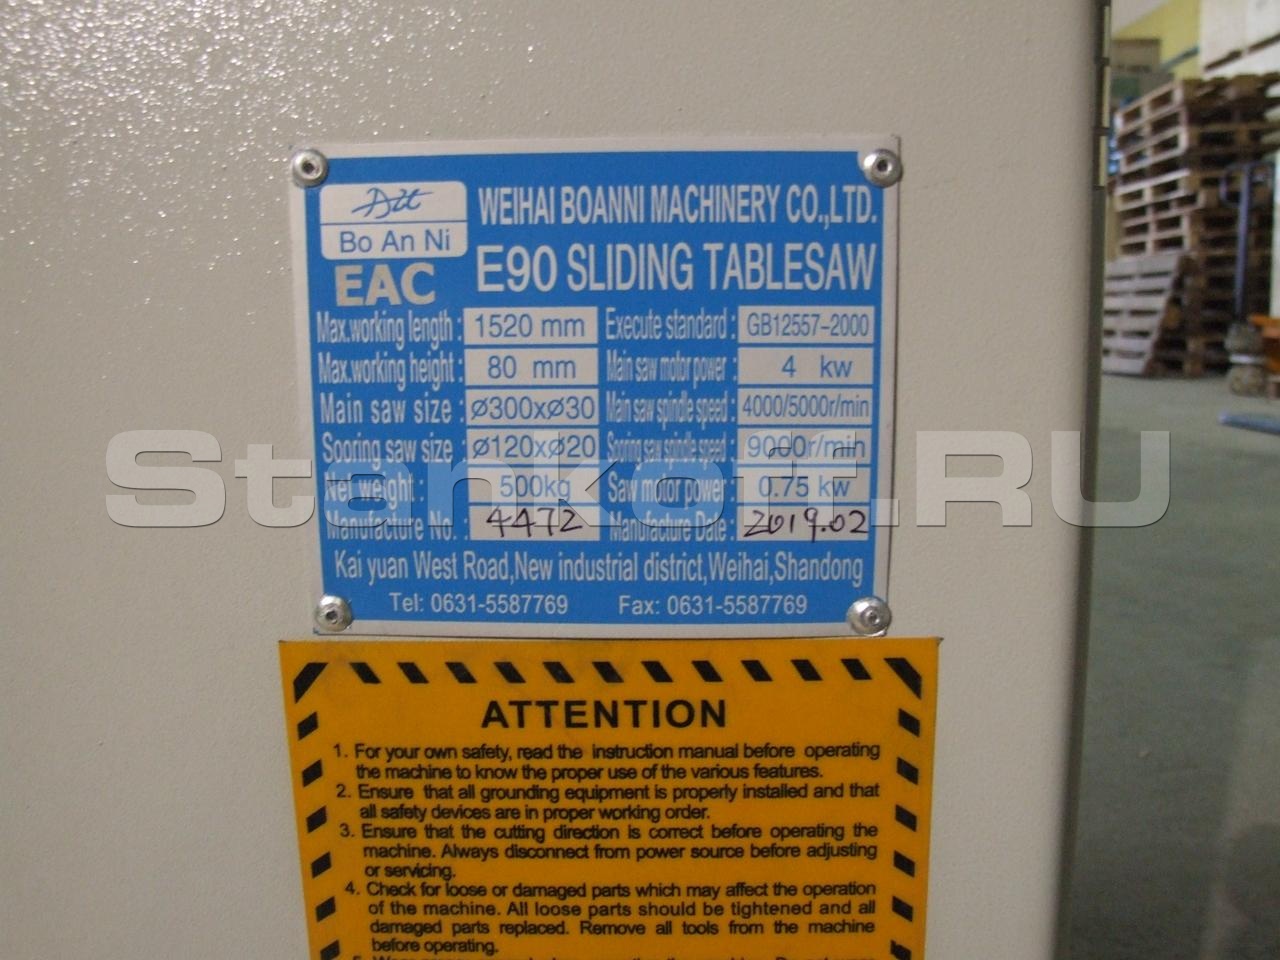 Dit
Bo An Ni
EAC
WEIHAI BOANNI MACHINERY CO.,LTD.
E90 SLIDING TABLESAW
Max.working length: 1520 mm Execute standard: GB12557-2000
Max.working height: 80 mm Main saw motor power: 4 kw
Main saw size: Ø300xØ30 Main saw spindle speed: 4000/5000r/min
Sooring saw size: Ø120xØ20 Sooring saw spindle speed: 9000r/min
Net weight: 500kg Saw motor power: 0.75 kw
Manufacture No.: 4472 Manufacture Date: 2019.02
Kai yuan West Road,New industrial district,Weihai,Shandong
Tel: 0631-5587769 Fax: 0631-5587769
Stankoff.RU
ATTENTION
1. For your own safety, read the instruction manual before operating
the machine to know the proper use of the various features.
2. Ensure that all grounding equipment is properly installed and that
all safety devices are in proper working order.
3. Ensure that the cutting direction is correct before operating the
machine. Always disconnect from power source before adjusting
or servicing.
4. Check for loose or damaged parts which may affect the operation
of the machine. All loose parts should be tightened and all
damaged parts replaced. Remove all tools from the machine
before operating.